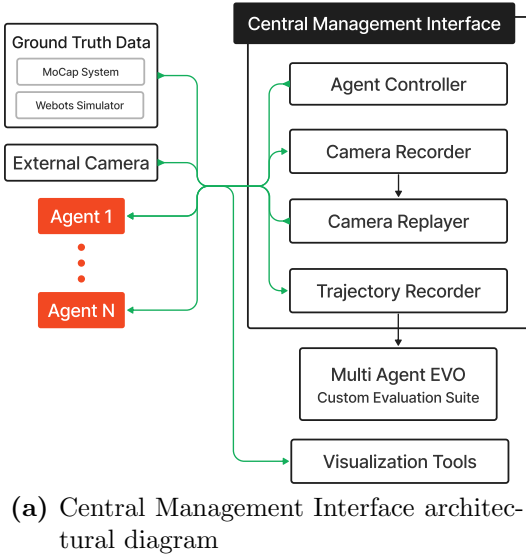 Central Management Interface
Ground Truth Data
MoCap System
Webots Simulator
External Camera
Agent 1
Agent N
Agent Controller
Camera Recorder
Camera Replayer
Trajectory Recorder
Multi Agent EVO
Custom Evaluation Suite
Visualization Tools
(a) Central Management Interface architec-
tural diagram